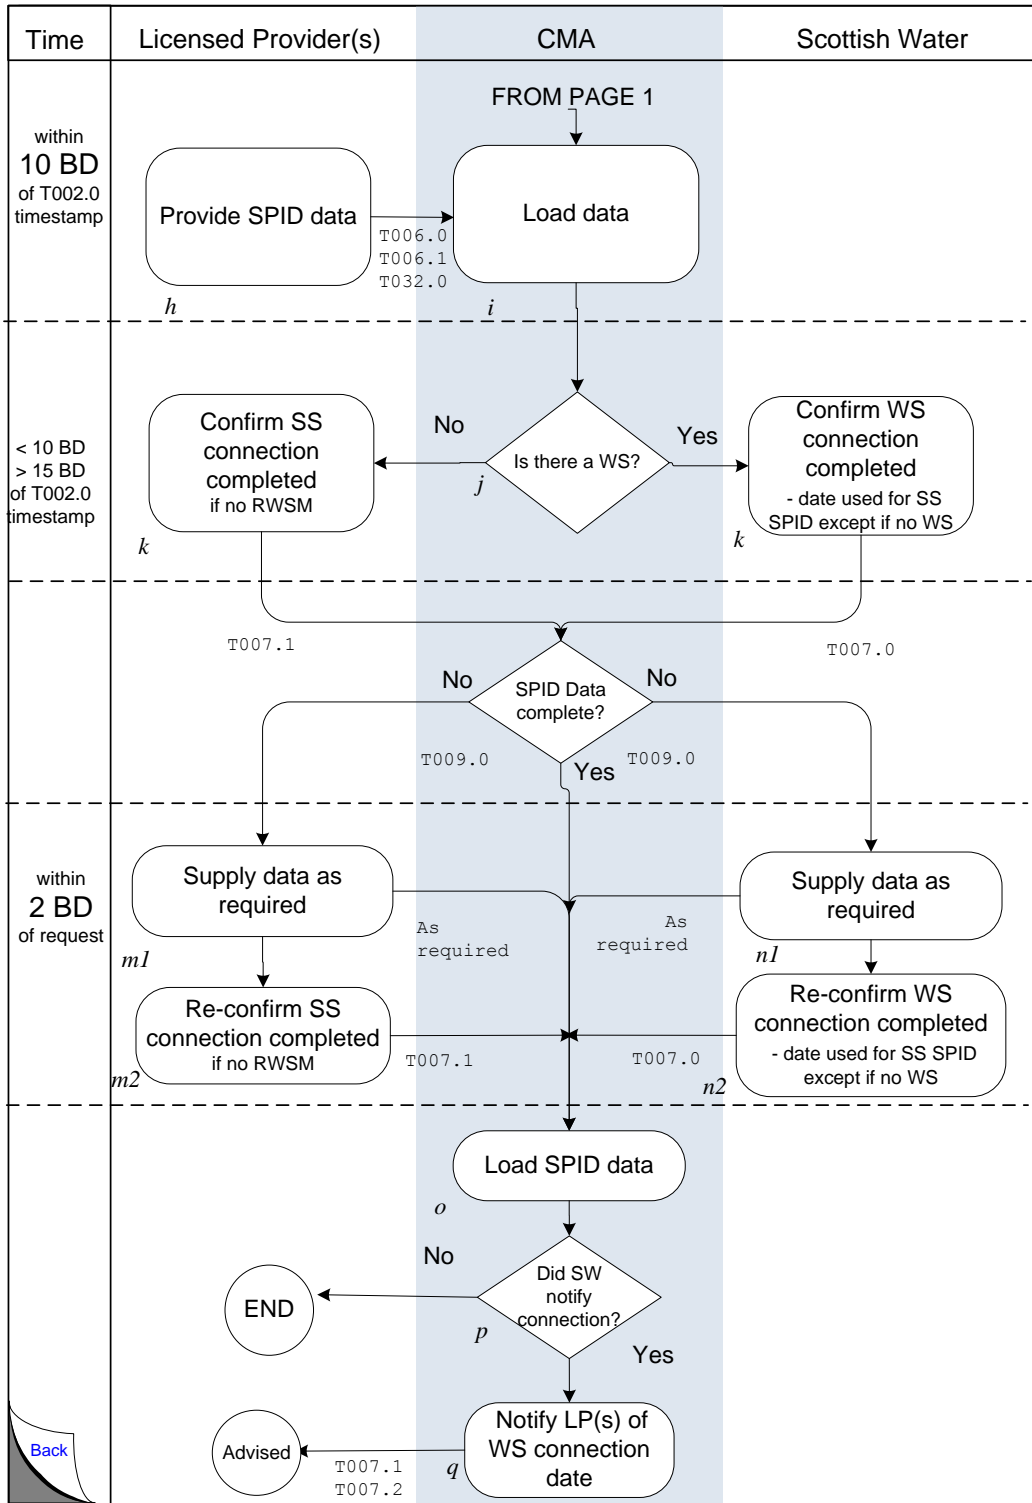 Time
Licensed Provider(s)
CMA
Scottish Water
FROM PAGE 1
within
10 BD
of T002.0
timestamp
Provide SPID data
T006.0
T006.1
T032.0
Load data
h
i
< 10 BD
> 15 BD
of T002.0
timestamp
Confirm SS
connection
completed
if no RWSM
k
No
Is there a WS?
j
Yes
Confirm WS
connection
completed
- date used for SS
SPID except if no WS
k
T007.1
T007.0
No
SPID Data
complete?
No
T009.0
Yes
T009.0
within
2 BD
of request
Supply data as
required
m1
As
required
As
required
Supply data as
required
n1
Re-confirm SS
connection completed
if no RWSM
m2
T007.1
T007.0
Re-confirm WS
connection completed
- date used for SS SPID
except if no WS
n2
Load SPID data
o
No
Did SW
notify
connection?
p
END
Yes
Notify LP(s) of
WS connection
date
q
Advised
T007.1
T007.2
Back